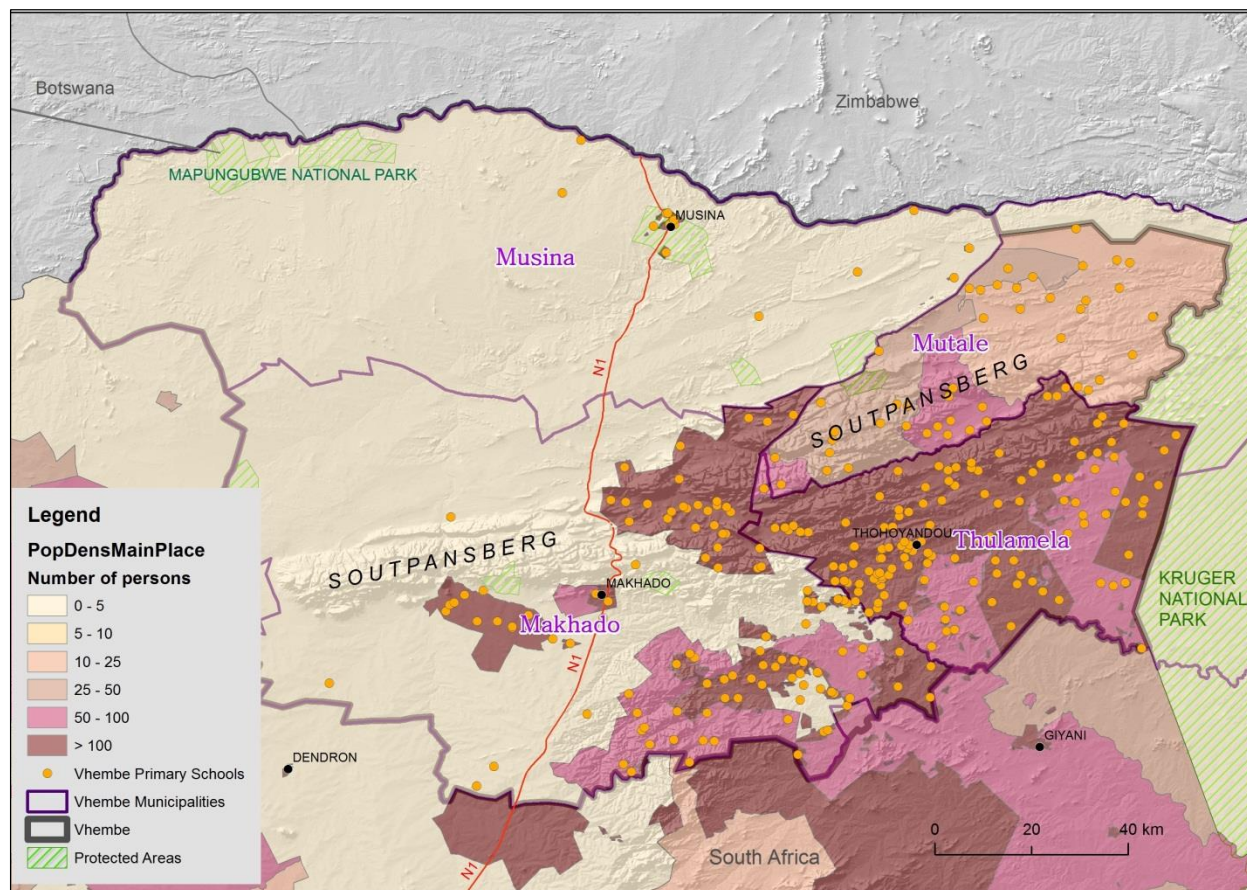 Botswana
Zimbabwe
MAPUNGUBWE NATIONAL PARK
MUSINA
Musina
N1
Mutale
SOUTPANSBERG
THOHOYANDOU
Thulamela
SOUTPANSBERG
MAKHADO
Makhado
N1
KRUGER
NATIONAL
PARK
GIYANI
DENDRON
N1
South Africa
0 20 40 km
Legend
PopDensMainPlace
Number of persons
0 - 5
5 - 10
10 - 25
25 - 50
50 - 100
> 100
Vhembe Primary Schools
Vhembe Municipalities
Vhembe
Protected Areas